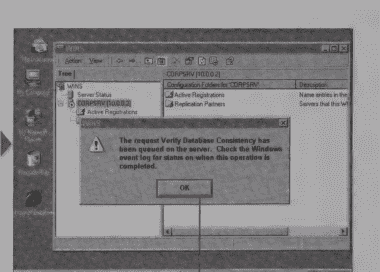 WINS
Action View
Tree
CORPSRV [10.0.0.2]
WINS
Server Status
CORPSRV [10.0.0.2]
Active Registrations
Configuration Folders for "CORPSRV"
Description
Active Registrations
Name entries in the
Replication Partners
Servers that this WI
WINS
The request Verify Database Consistency has
been queued on the server. Check the Windows
event log for status on when this operation is
completed.
OK